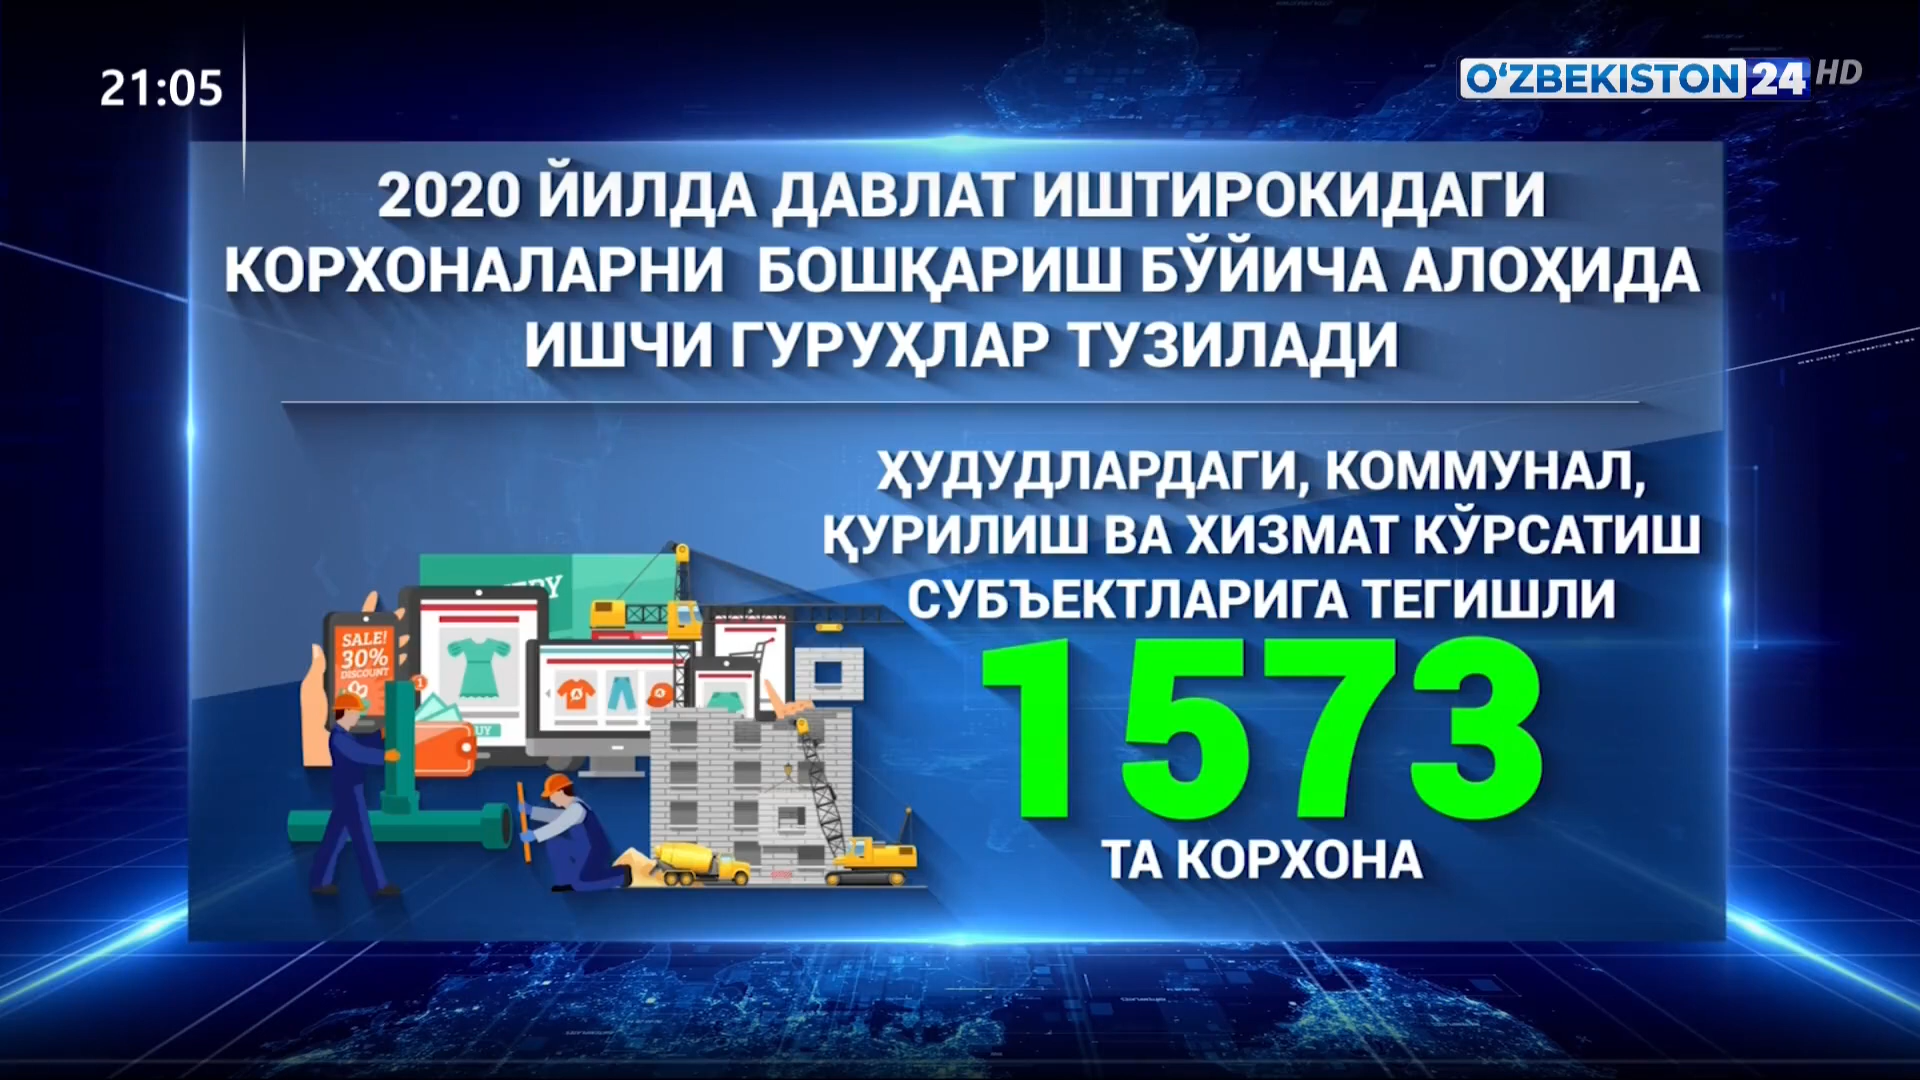 21:05
O‘ZBEKISTON 24 HD
2020 ЙИЛДА ДАВЛАТ ИШТИРОКИДАГИ
КОРХОНАЛАРНИ БОШҚАРИШ БЎЙИЧА АЛОҲИДА
ИШЧИ ГУРУҲЛАР ТУЗИЛАДИ
ҲУДУДЛАРДАГИ, КОММУНАЛ,
ҚУРИЛИШ ВА ХИЗМАТ КЎРСАТИШ
СУБЪЕКТЛАРИГА ТЕГИШЛИ
1573
ТА КОРХОНА
SALE!
30%
DISCOUNT
1